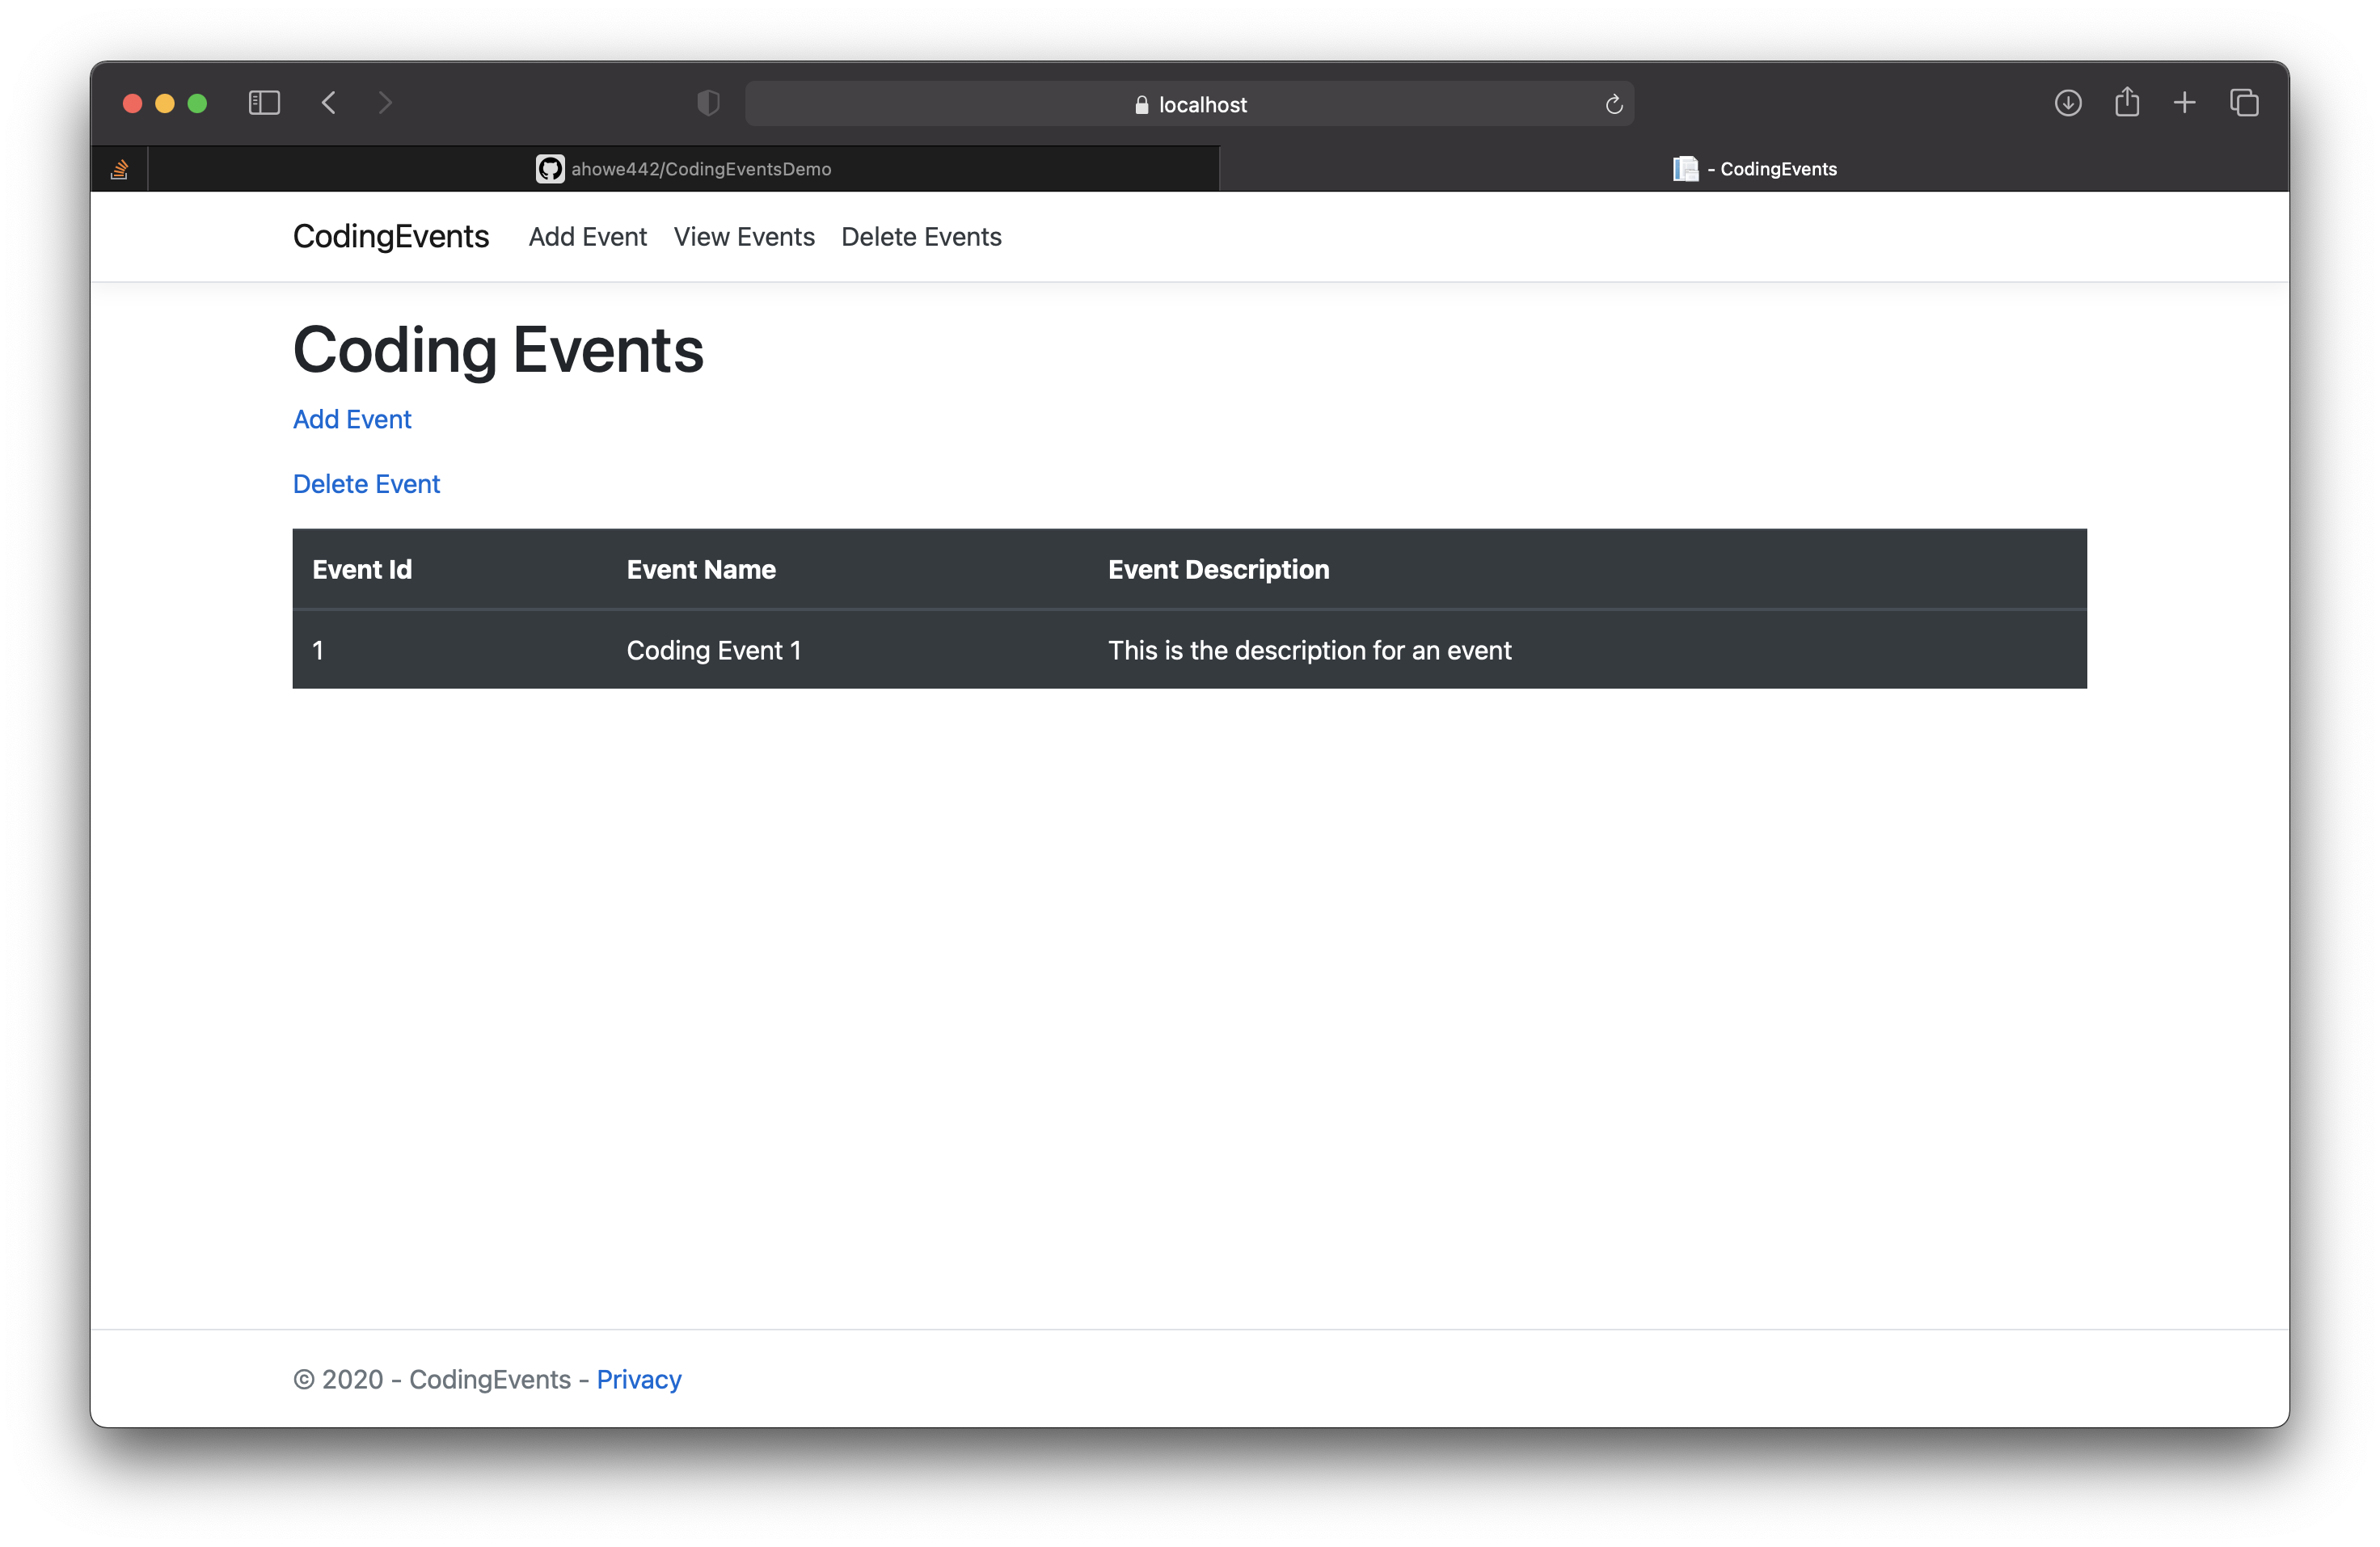 localhost
ahowe442/CodingEventsDemo - CodingEvents
CodingEvents Add Event View Events Delete Events
Coding Events
Add Event
Delete Event
Event Id Event Name Event Description
1 Coding Event 1 This is the description for an event
© 2020 - CodingEvents - Privacy